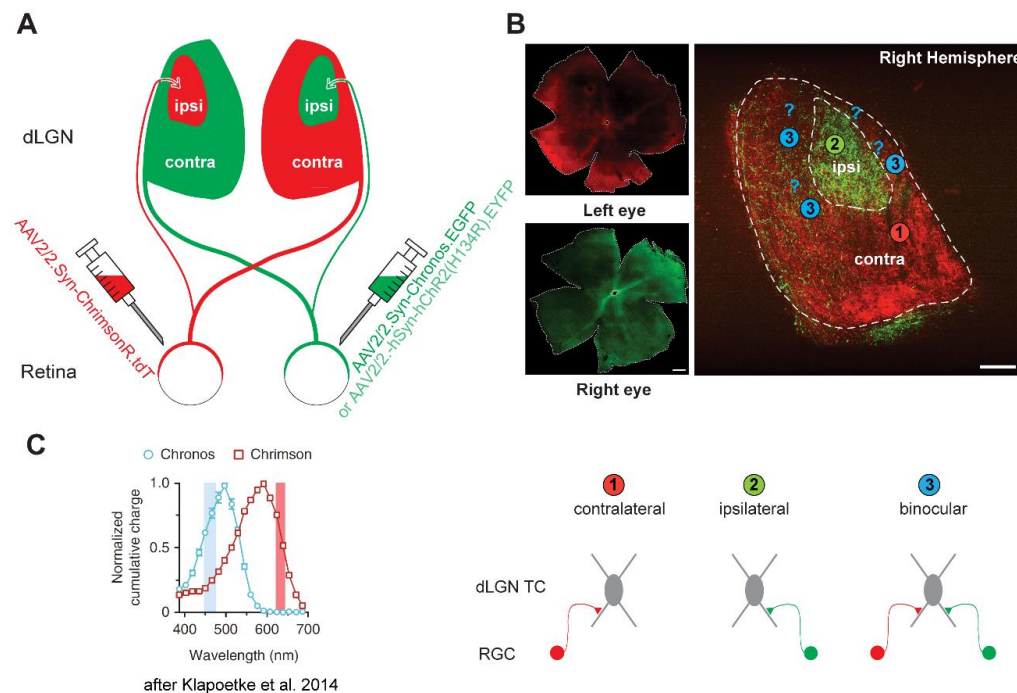 A
dLGN
ipsi
contra
ipsi
contra
AAV2/2.Syn-ChrimsonR.tdT
AAV2/2.Syn-Chronos.EGFP
or AAV2/2.-hSyn-hChR2(H134R).EYFP
Retina
B
Left eye
Right eye
Right Hemisphere
?
?
3
2
?
3
ipsi
?
3
1
contra
C
Chronos
Chrimson
Normalized
cumulative charge
1.0
0.5
0
400
500
600
700
Wavelength (nm)
after Klapoetke et al. 2014
1
2
3
contralateral
ipsilateral
binocular
dLGN TC
RGC